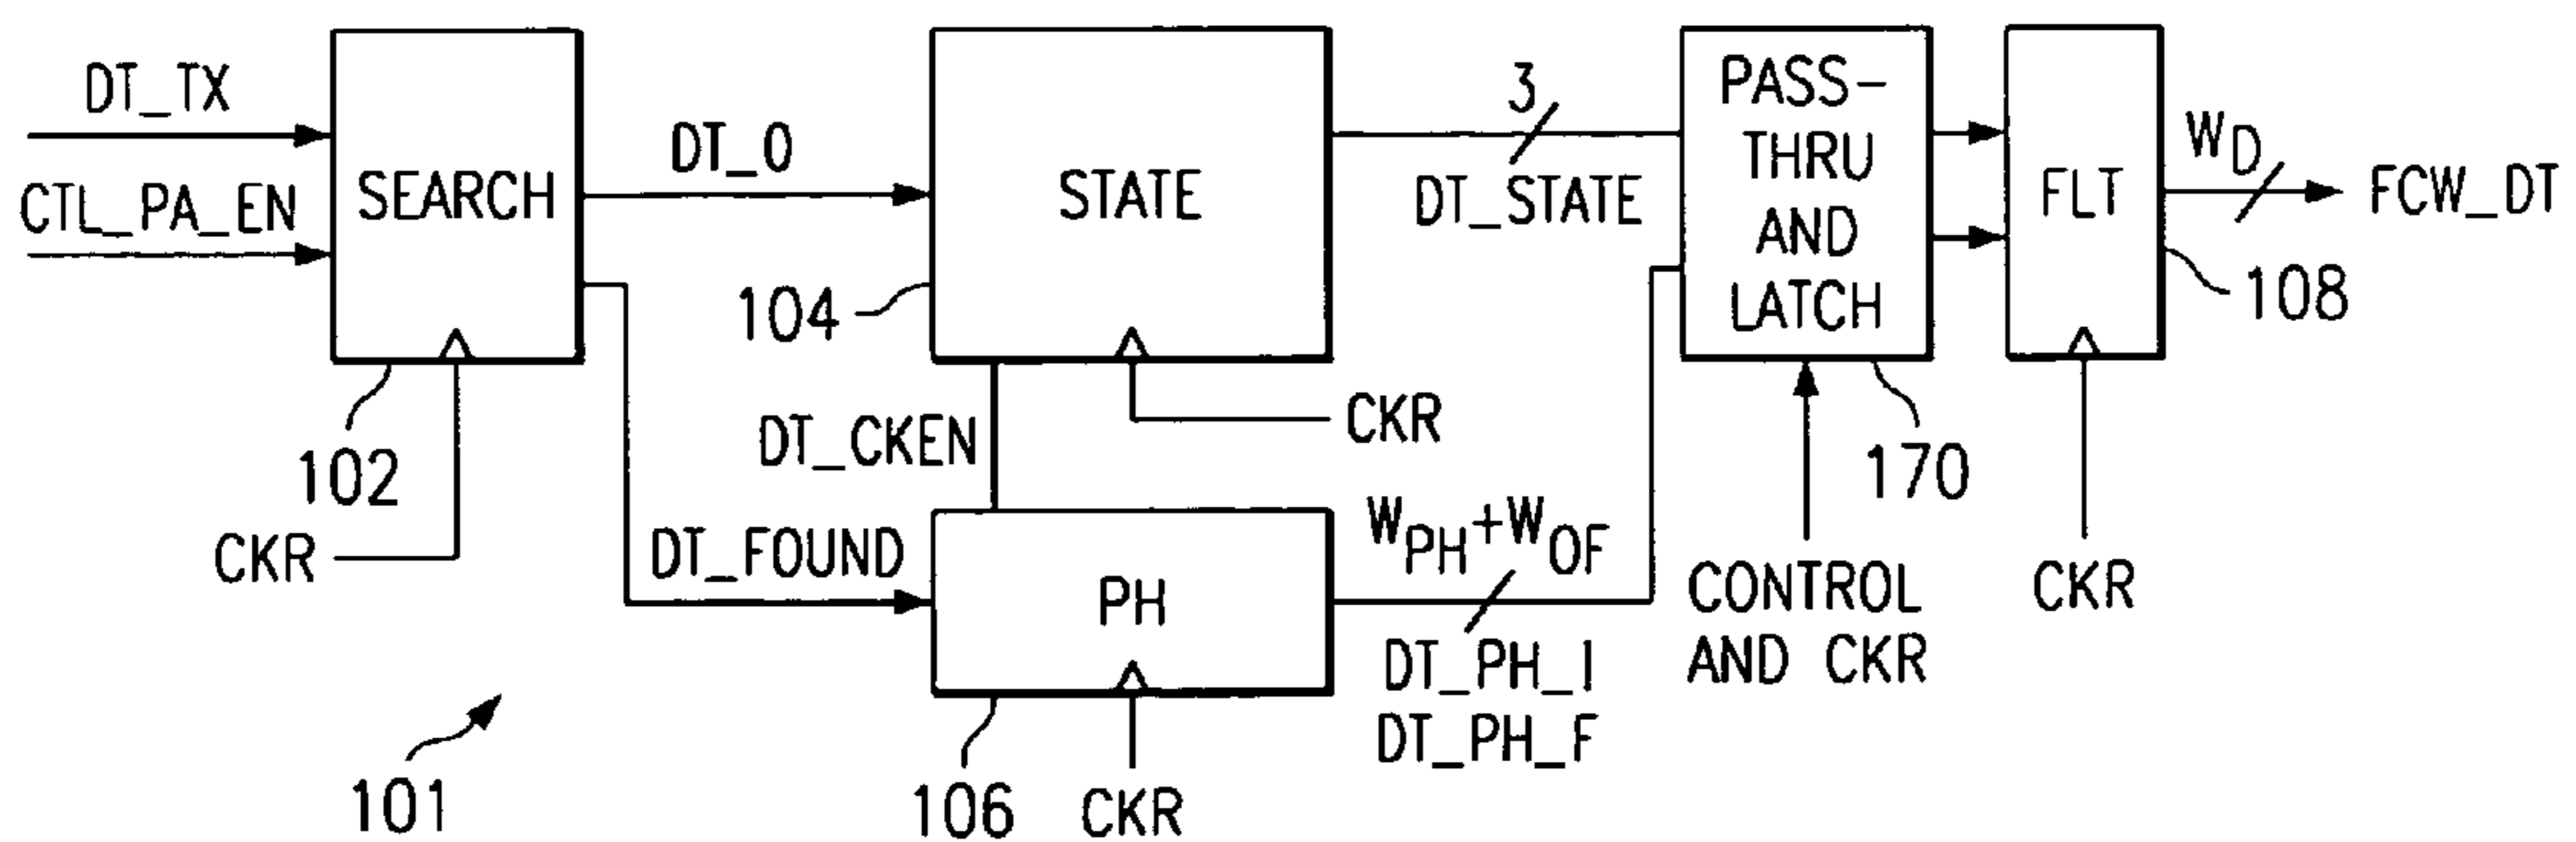 DT_TX
CTL_PA_EN
SEARCH
102
CKR
DT_0
DT_FOUND
STATE
104
CKR
DT_CKEN
PH
106
CKR
3
DT_STATE
WPH+WOF
DT_PH_I
DT_PH_F
PASS-
THRU
AND
LATCH
170
CONTROL
AND CKR
FLT
108
CKR
WD
FCW_DT
101